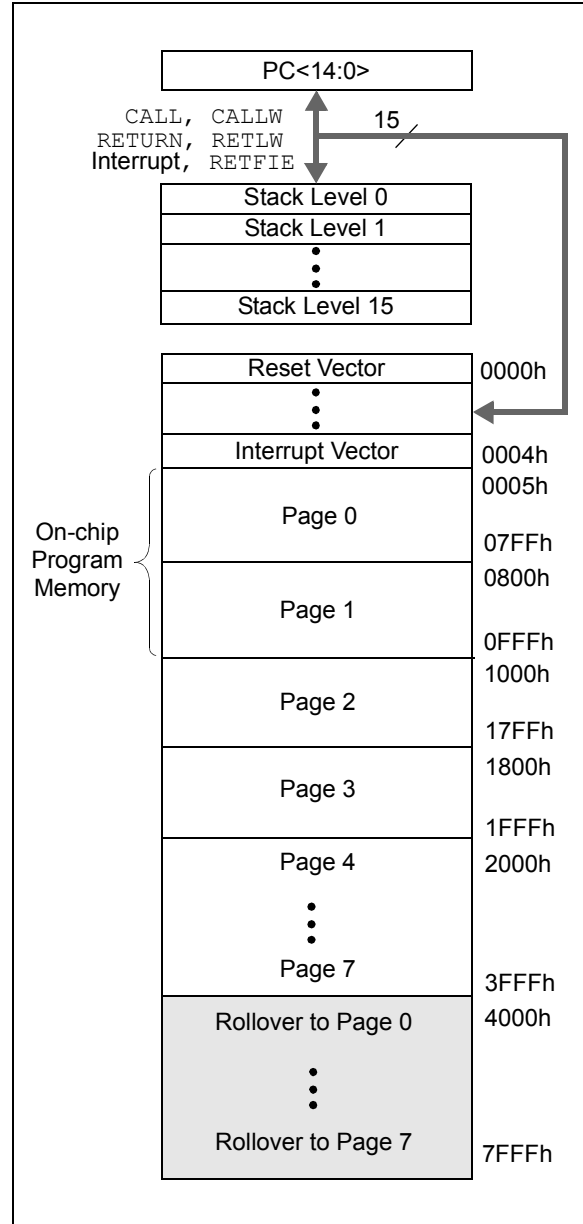 PC<14:0>
CALL, CALLW
RETURN, RETLW
Interrupt, RETFIE
15
Stack Level 0
Stack Level 1
Stack Level 15
Reset Vector
0000h
Interrupt Vector
0004h
0005h
On-chip
Program
Memory
Page 0
07FFh
0800h
Page 1
0FFFh
1000h
Page 2
17FFh
1800h
Page 3
1FFFh
Page 4
2000h
Page 7
3FFFh
Rollover to Page 0
4000h
Rollover to Page 7
7FFFh